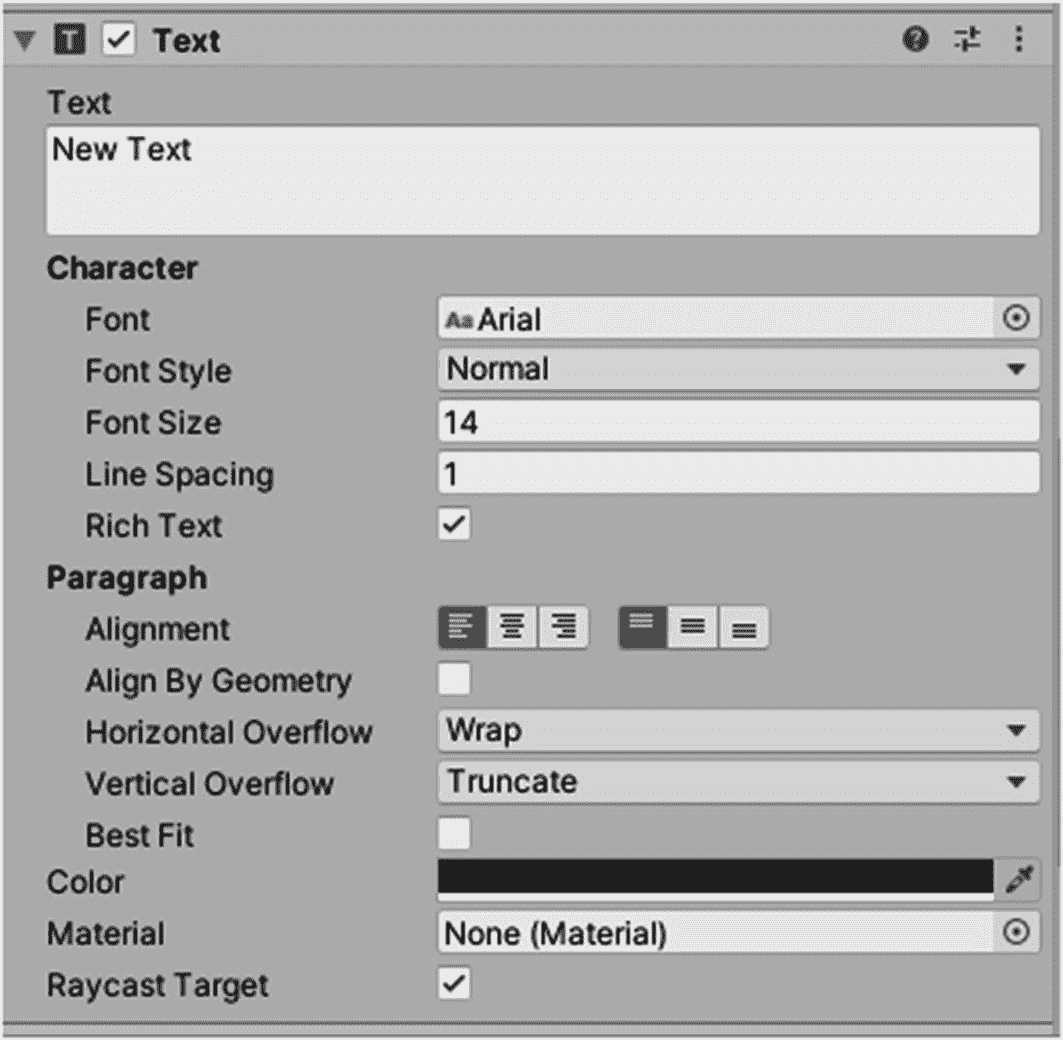 T Text
Text
New Text
Character
Font Aa Arial
Font Style Normal
Font Size 14
Line Spacing 1
Rich Text
Paragraph
Alignment
Align By Geometry
Horizontal Overflow Wrap
Vertical Overflow Truncate
Best Fit
Color
Material None (Material)
Raycast Target